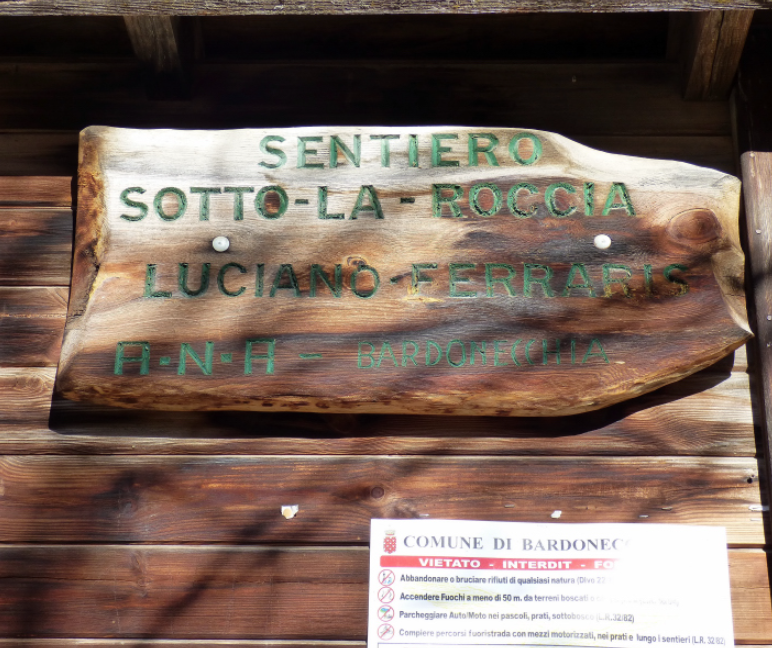 SENTIERO
SOTTO-LA-ROCCIA
LUCIANO-FERRARIS
A·N·A- BARDONECCHIA
COMUNE DI
VIETATO - INTERDIT -
Abbandonare o bruciare rifiuti di qualsiasi natura
Accendere Fuochi a meno di 50 m. da terreni boscati
Parcheggiare Auto/Moto nei pascoli, prati, sottobosco (L.R. 32/82)
Compiere percorsi fuoristrada con mezzi motorizzati, nei prati e lungo i sentieri (L.R. 32/82)